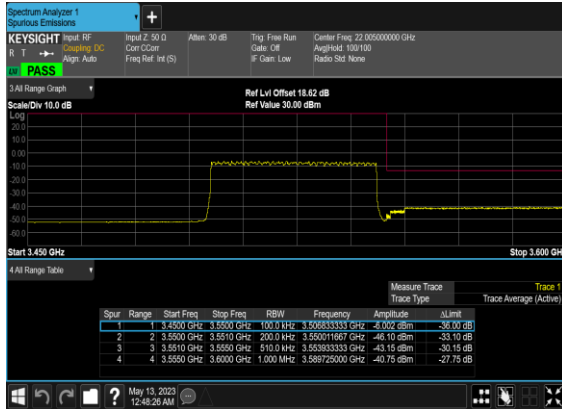 Spectrum Analyzer 1
Spurious Emissions
KEYSIGHT
R T
PASS
Input: RF
Coupling: DC
Align: Auto
Input Z: 50 Ω
Corr CCorr
Freq Ref: Int (S)
Atten: 30 dB
Trig: Free Run
Gate: Off
IF Gain: Low
Center Freq: 22.005000000 GHz
Avg|Hold: 100/100
Radio Std: None
3 All Range Graph
Scale/Div 10.0 dB
Ref Lvl Offset 18.62 dB
Ref Value 30.00 dBm
Log
20.0
10.0
0.00
-10.0
-20.0
-30.0
-40.0
-50.0
-60.0
Start 3.450 GHz
Stop 3.600 GH
4 All Range Table
Measure Trace Trace 1
Trace Type Trace Average (Active)
Spur Range Start Freq Stop Freq RBW Frequency Amplitude ΔLimit
1 1 3.4500 GHz 3.5500 GHz 100.0 kHz 3.506833333 GHz -6.002 dBm -36.00 dB
2 2 3.5500 GHz 3.5510 GHz 200.0 kHz 3.550011667 GHz -46.10 dBm -33.10 dB
3 3 3.5510 GHz 3.5550 GHz 510.0 kHz 3.553933333 GHz -43.15 dBm -30.15 dB
4 4 3.5550 GHz 3.6000 GHz 1.000 MHz 3.589725000 GHz -40.75 dBm -27.75 dB
May 13, 2023
12:48:26 AM